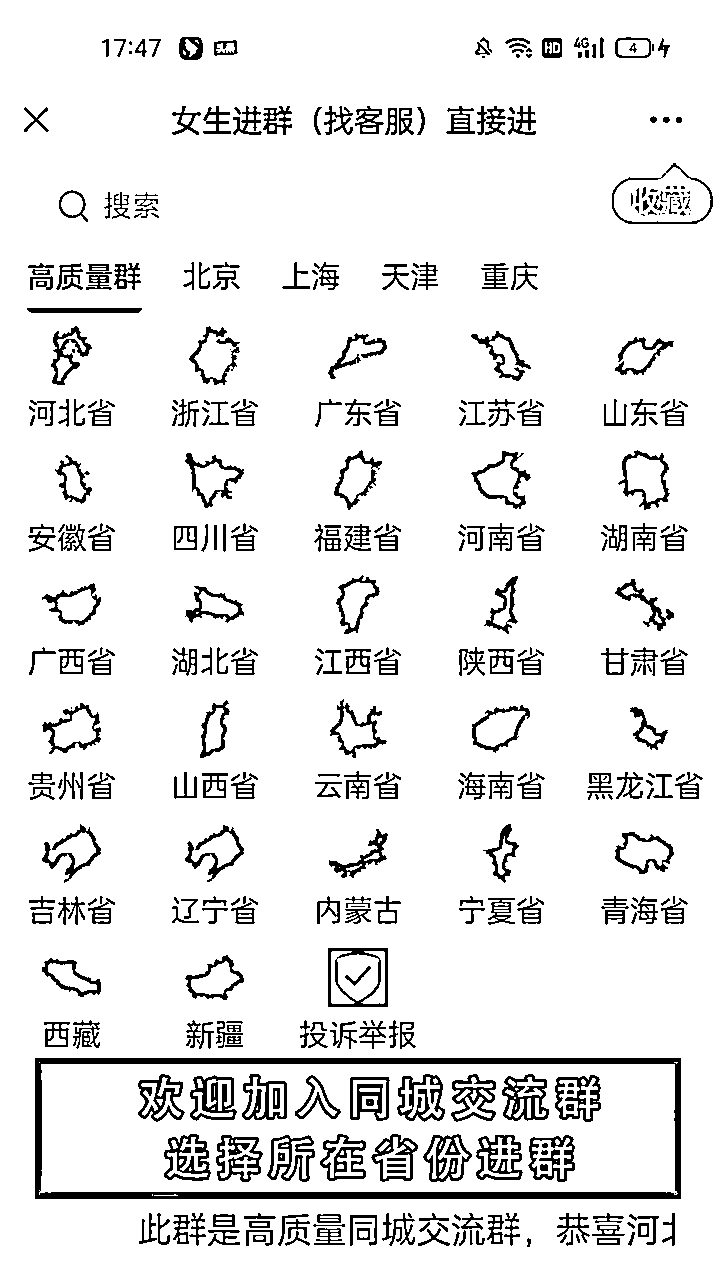 17:47 HD 4G 4
女生进群（找客服）直接进
搜索 收藏
高质量群 北京 上海 天津 重庆
河北省 浙江省 广东省 江苏省 山东省
安徽省 四川省 福建省 河南省 湖南省
广西省 湖北省 江西省 陕西省 甘肃省
贵州省 山西省 云南省 海南省 黑龙江省
吉林省 辽宁省 内蒙古 宁夏省 青海省
西藏 新疆 投诉举报
欢迎加入同城交流群
选择所在省份进群
此群是高质量同城交流群，恭喜河